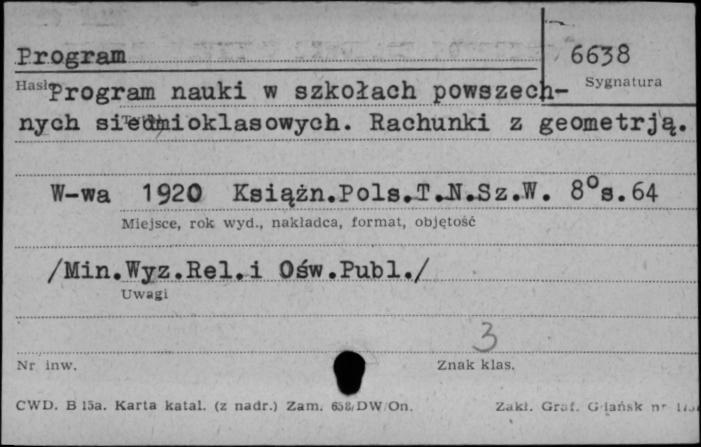 Program
6638
Hasło
Sygnatura
Program nauki w szkołach powszech-
nych siedmioklasowych. Rachunki z geometrją.
W-wa 1920 Książn.Pols.T.N.Sz.W. 8° s.64
Miejsce, rok wyd., nakładca, format, objętość
/Min.Wyz.Rel.i Ośw.Publ./
Uwagi
3
Nr inw.
Znak klas.
CWD. B 15a. Karta katal. (z nadr.) Zam. 658/DW/On.
Zakł. Graf. Gdańsk nr